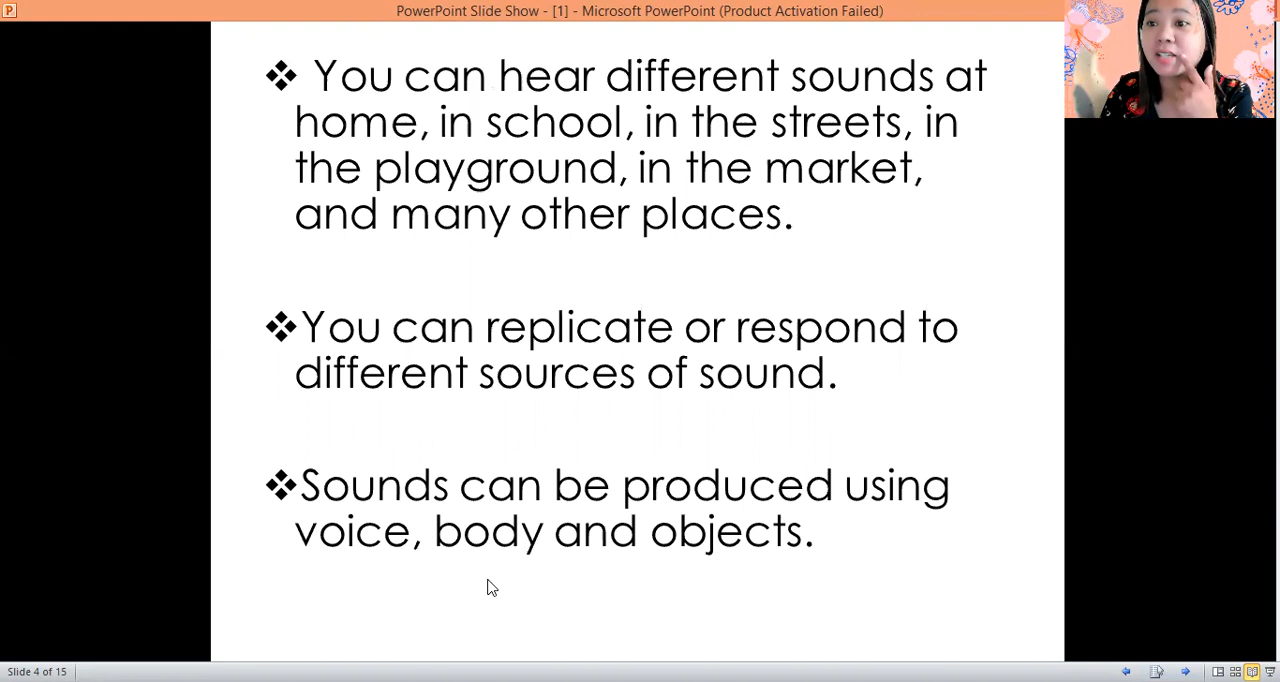 PowerPoint Slide Show - [1] - Microsoft PowerPoint (Product Activation Failed)
You can hear different sounds at
home, in school, in the streets, in
the playground, in the market,
and many other places.
You can replicate or respond to
different sources of sound.
Sounds can be produced using
voice, body and objects.
Slide 4 of 15